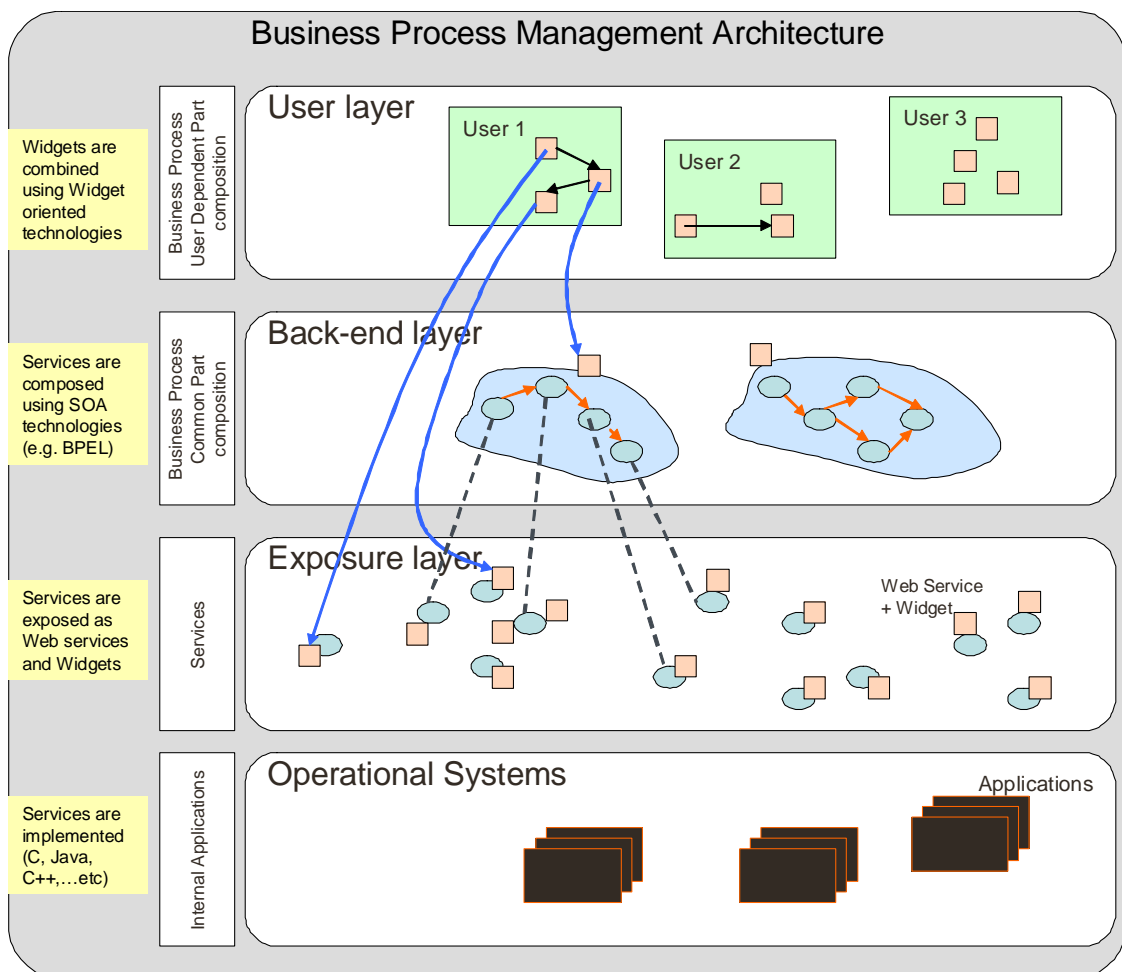 Business Process Management Architecture
Widgets are
combined
using Widget
oriented
technologies
Business Process
User Dependent Part
composition
User layer
User 1
User 2
User 3
Services are
composed
using SOA
technologies
(e.g. BPEL)
Business Process
Common Part
composition
Back-end layer
Services are
exposed as
Web services
and Widgets
Services
Exposure layer
Web Service
+ Widget
Services are
implemented
(C, Java,
C++,…etc)
Internal Applications
Operational Systems
Applications